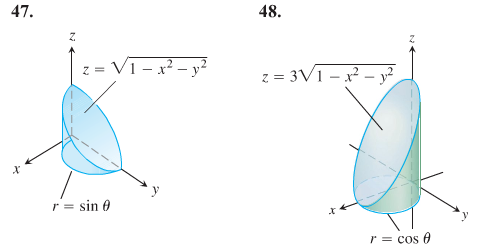 47.
z
z = √1 − x² − y²
x
y
r = sin θ
48.
z
z = 3√1 − x² − y²
x
y
r = cos θ